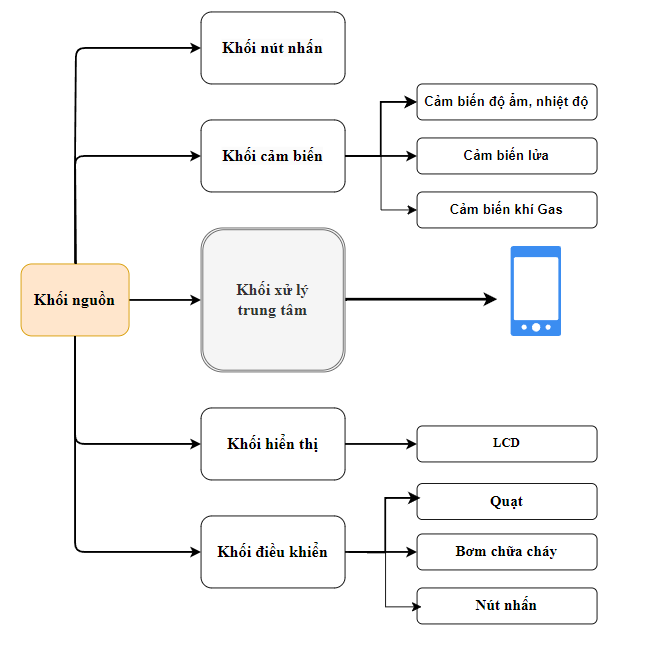 Khối nút nhấn
Cảm biến độ ẩm, nhiệt độ
Khối cảm biến
Cảm biến lửa
Cảm biến khí Gas
Khối nguồn
Khối xử lý
trung tâm
Khối hiển thị
LCD
Quạt
Khối điều khiển
Bơm chữa cháy
Nút nhấn